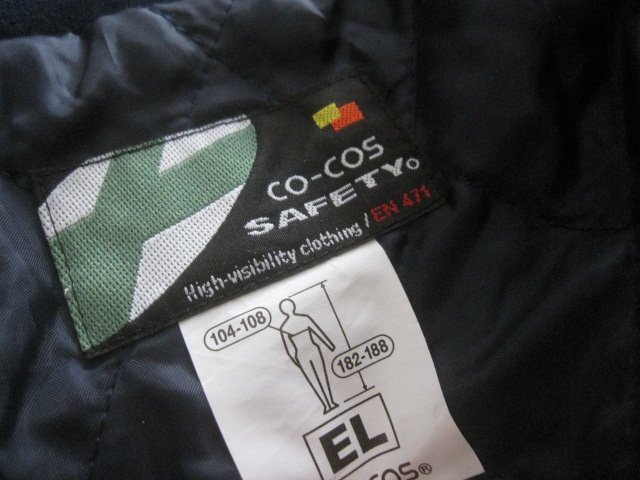 CO-COS
SAFETY
High-visibility clothing / EN 471
104-108
182-188
EL
-COS®